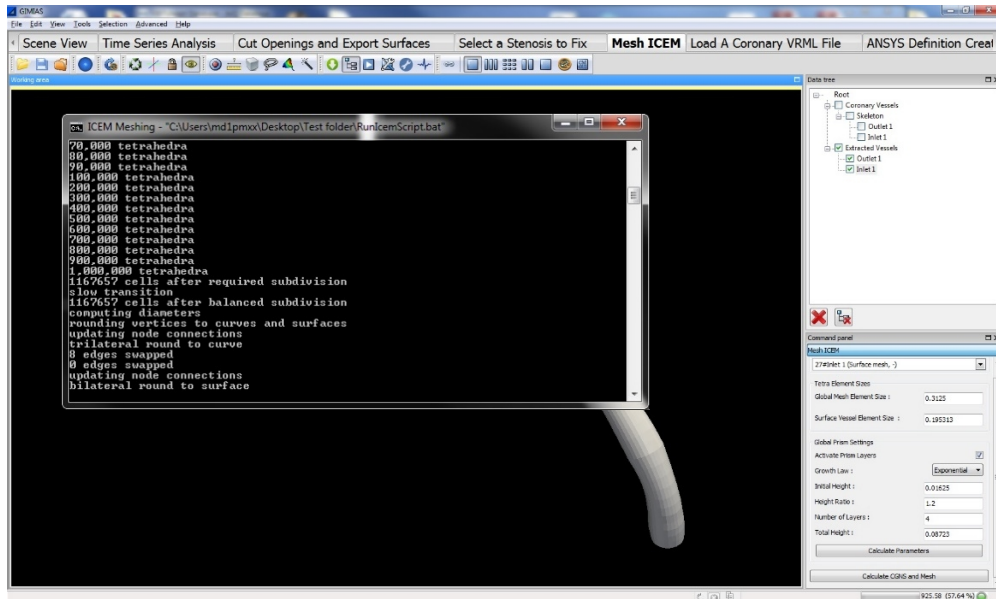 GIMIAS
File Edit View Tools Selection Advanced Help
Scene View Time Series Analysis Cut Openings and Export Surfaces Select a Stenosis to Fix Mesh ICEM Load A Coronary VRML File ANSYS Definition Creat
Working area
Data tree
Root
Coronary Vessels
Skeleton
Outlet 1
Inlet 1
Extracted Vessels
Outlet 1
Inlet 1
ICEM Meshing - "C:\Users\md1pmxx\Desktop\Test folder\RunIcemScript.bat"
70,000 tetrahedra
80,000 tetrahedra
90,000 tetrahedra
100,000 tetrahedra
200,000 tetrahedra
300,000 tetrahedra
400,000 tetrahedra
500,000 tetrahedra
600,000 tetrahedra
700,000 tetrahedra
800,000 tetrahedra
900,000 tetrahedra
1,000,000 tetrahedra
1167657 cells after required subdivision
slow transition
1167657 cells after balanced subdivision
computing diameters
rounding vertices to curves and surfaces
updating node connections
trilateral round to curve
8 edges swapped
0 edges swapped
updating node connections
bilateral round to surface
Command panel
Mesh ICEM
27#Inlet 1 (Surface mesh, -)
Tetra Element Sizes
Global Mesh Element Size : 0.3125
Surface Vessel Element Size : 0.195313
Global Prism Settings
Activate Prism Layers
Growth Law : Exponential
Initial Height : 0.01625
Height Ratio : 1.2
Number of Layers : 4
Total Height : 0.08723
Calculate Parameters
Calculate CGNS and Mesh
925.58 (57.64 %)